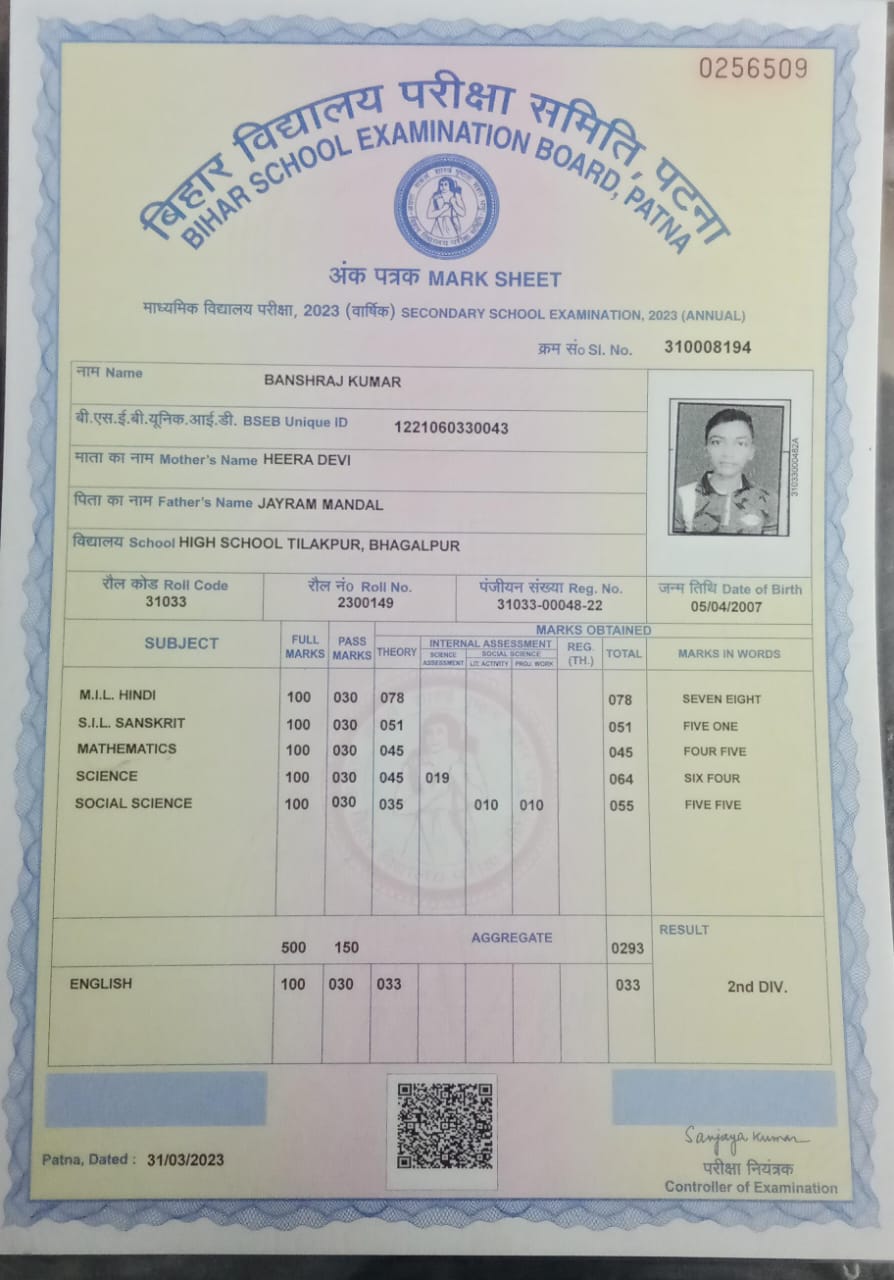 0256509
बिहार विद्यालय परीक्षा समिति, पटना
BIHAR SCHOOL EXAMINATION BOARD, PATNA
अंक पत्रक MARK SHEET
माध्यमिक विद्यालय परीक्षा, 2023 (वार्षिक) SECONDARY SCHOOL EXAMINATION, 2023 (ANNUAL)
क्रम सं० Sl. No. 310008194
नाम Name BANSHRAJ KUMAR
बी.एस.ई.बी.यूनिक.आई.डी. BSEB Unique ID 1221060330043
माता का नाम Mother's Name HEERA DEVI
पिता का नाम Father's Name JAYRAM MANDAL
विद्यालय School HIGH SCHOOL TILAKPUR, BHAGALPUR
310330004​82A
रौल कोड Roll Code रौल नं० Roll No. पंजीयन संख्या Reg. No. जन्म तिथि Date of Birth
31033 2300149 31033-00048-22 05/04/2007
MARKS OBTAINED
SUBJECT FULL MARKS PASS MARKS THEORY INTERNAL ASSESSMENT REG. (TH.) TOTAL MARKS IN WORDS
SCIENCE ASSESSMENT SOCIAL SCIENCE LIT. ACTIVITY PROJ. WORK
M.I.L. HINDI 100 030 078 078 SEVEN EIGHT
S.I.L. SANSKRIT 100 030 051 051 FIVE ONE
MATHEMATICS 100 030 045 045 FOUR FIVE
SCIENCE 100 030 045 019 064 SIX FOUR
SOCIAL SCIENCE 100 030 035 010 010 055 FIVE FIVE
500 150 AGGREGATE 0293 RESULT
ENGLISH 100 030 033 033 2nd DIV.
Patna, Dated : 31/03/2023
Sanjaya Kumar
परीक्षा नियंत्रक
Controller of Examination